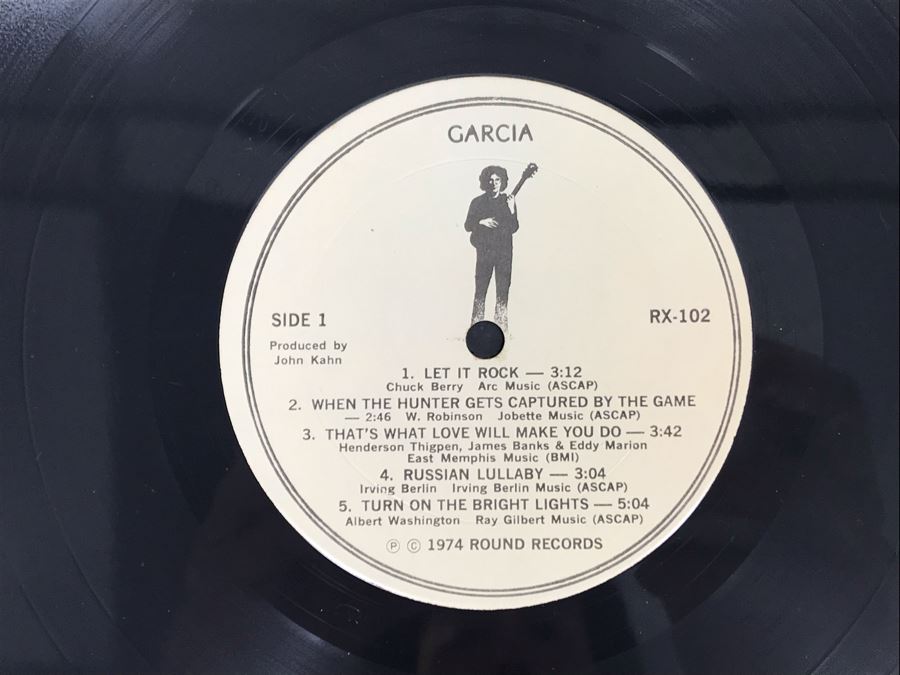 GARCIA
SIDE 1
RX-102
Produced by
John Kahn
1. LET IT ROCK — 3:12
Chuck Berry Arc Music (ASCAP)
2. WHEN THE HUNTER GETS CAPTURED BY THE GAME
— 2:46 W. Robinson Jobette Music (ASCAP)
3. THAT'S WHAT LOVE WILL MAKE YOU DO — 3:42
Henderson Thigpen, James Banks & Eddy Marion
East Memphis Music (BMI)
4. RUSSIAN LULLABY — 3:04
Irving Berlin Irving Berlin Music (ASCAP)
5. TURN ON THE BRIGHT LIGHTS — 5:04
Albert Washington Ray Gilbert Music (ASCAP)
℗ © 1974 ROUND RECORDS